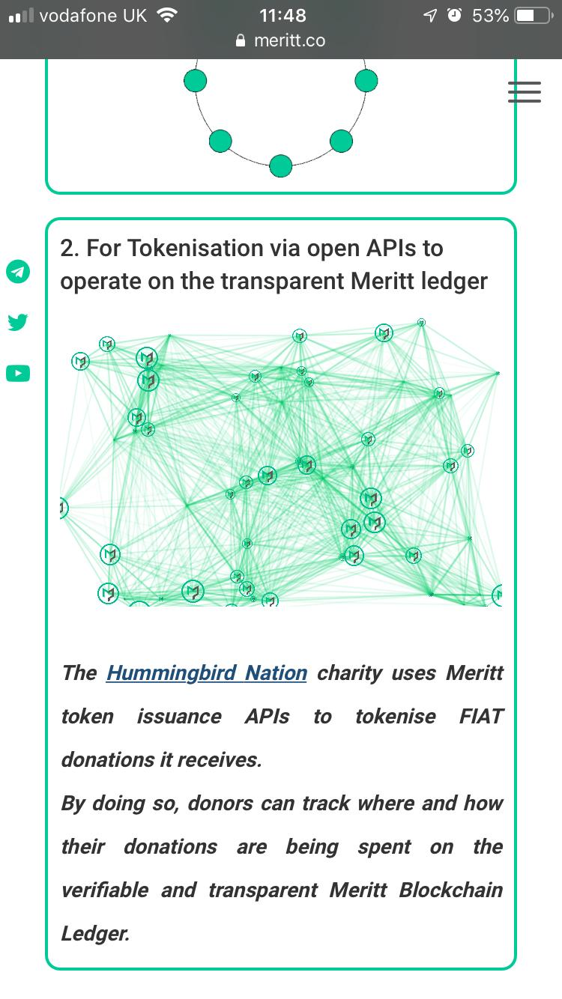 vodafone UK 11:48 53%
meritt.co
2. For Tokenisation via open APIs to
operate on the transparent Meritt ledger
The Hummingbird Nation charity uses Meritt
token issuance APIs to tokenise FIAT
donations it receives.
By doing so, donors can track where and how
their donations are being spent on the
verifiable and transparent Meritt Blockchain
Ledger.